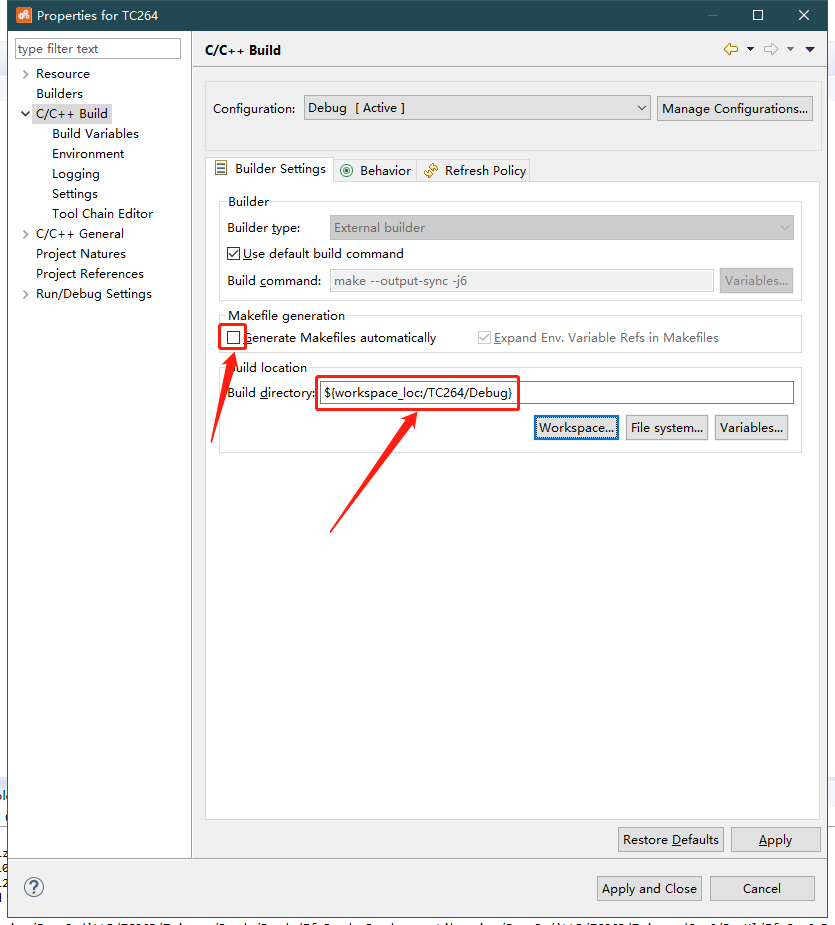 Properties for TC264
type filter text
Resource
Builders
C/C++ Build
Build Variables
Environment
Logging
Settings
Tool Chain Editor
C/C++ General
Project Natures
Project References
Run/Debug Settings
C/C++ Build
Configuration: Debug [ Active ] Manage Configurations...
Builder Settings Behavior Refresh Policy
Builder
Builder type: External builder
Use default build command
Build command: make --output-sync -j6 Variables...
Makefile generation
Generate Makefiles automatically Expand Env. Variable Refs in Makefiles
Build location
Build directory: ${workspace_loc:/TC264/Debug}
Workspace... File system... Variables...
Restore Defaults Apply
Apply and Close Cancel